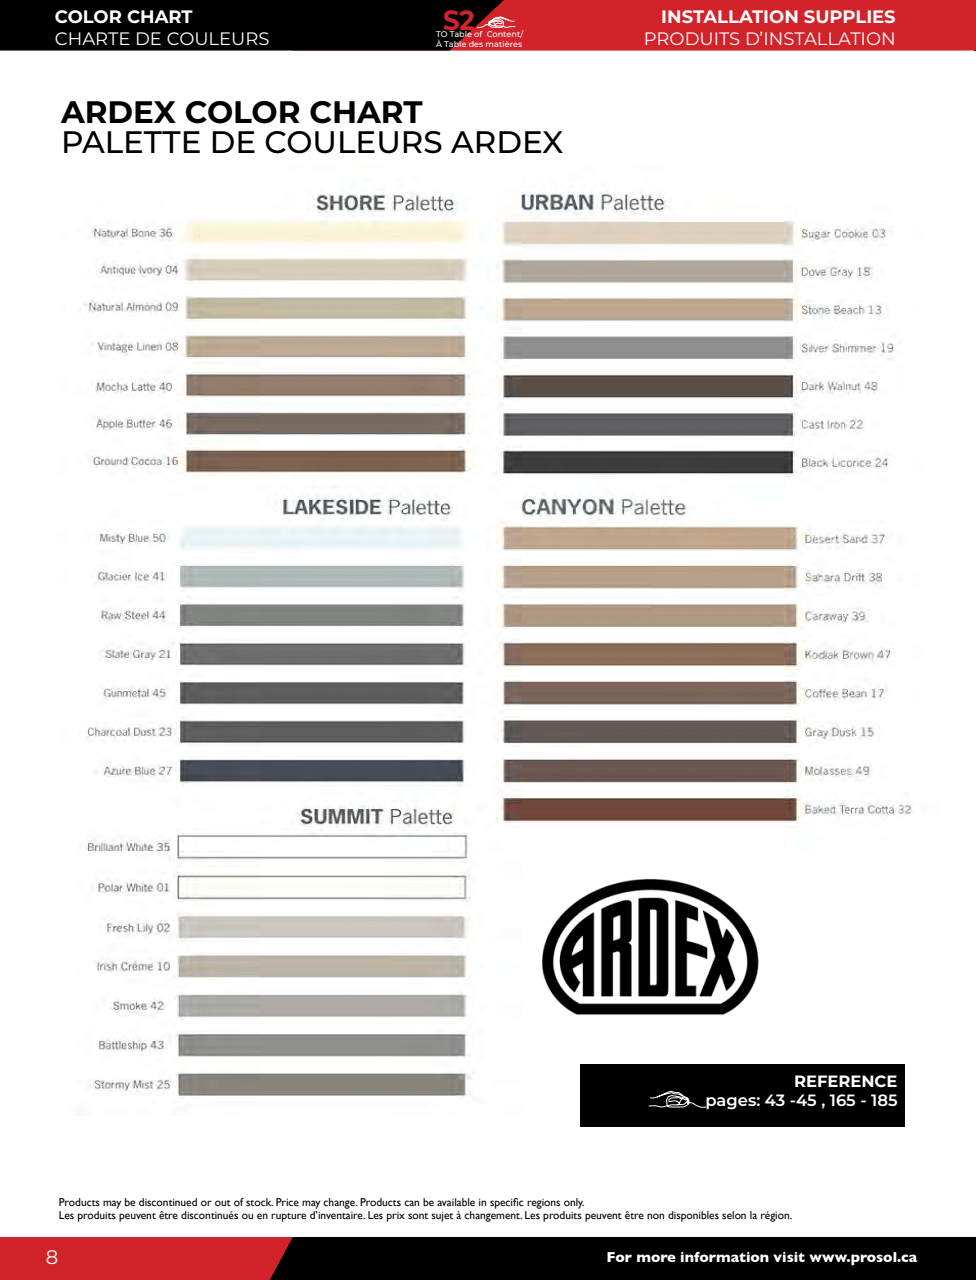 COLOR CHART
CHARTE DE COULEURS
S2
TO Table of Content/
À Table des matières
INSTALLATION SUPPLIES
PRODUITS D'INSTALLATION
ARDEX COLOR CHART
PALETTE DE COULEURS ARDEX
SHORE Palette
Natural Bone 36
Antique Ivory 04
Natural Almond 09
Vintage Linen 08
Mocha Latte 40
Apple Butter 46
Ground Cocoa 16
URBAN Palette
Sugar Cookie 03
Dove Gray 18
Stone Beach 13
Silver Shimmer 19
Dark Walnut 48
Cast Iron 22
Black Licorice 24
LAKESIDE Palette
Misty Blue 50
Glacier Ice 41
Raw Steel 44
Slate Gray 21
Gunmetal 45
Charcoal Dust 23
Azure Blue 27
CANYON Palette
Desert Sand 37
Sahara Drift 38
Caraway 39
Kodiak Brown 47
Coffee Bean 17
Gray Dusk 15
Molasses 49
Baked Terra Cotta 32
SUMMIT Palette
Brilliant White 35
Polar White 01
Fresh Lily 02
Irish Créme 10
Smoke 42
Battleship 43
Stormy Mist 25
ARDEX
REFERENCE
pages: 43 -45 , 165 - 185
Products may be discontinued or out of stock. Price may change. Products can be available in specific regions only.
Les produits peuvent être discontinués ou en rupture d'inventaire. Les prix sont sujet à changement. Les produits peuvent être non disponibles selon la région.
8
For more information visit www.prosol.ca